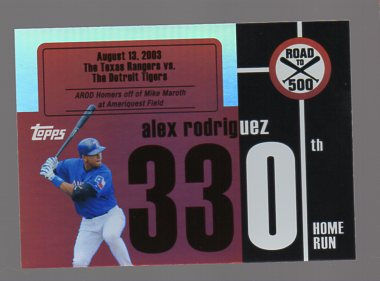 August 13, 2003
The Texas Rangers vs.
The Detroit Tigers
AROD Homers off of Mike Maroth
at Ameriquest Field
ROAD TO
500
Topps
alex rodriguez
330
th
HOME
RUN